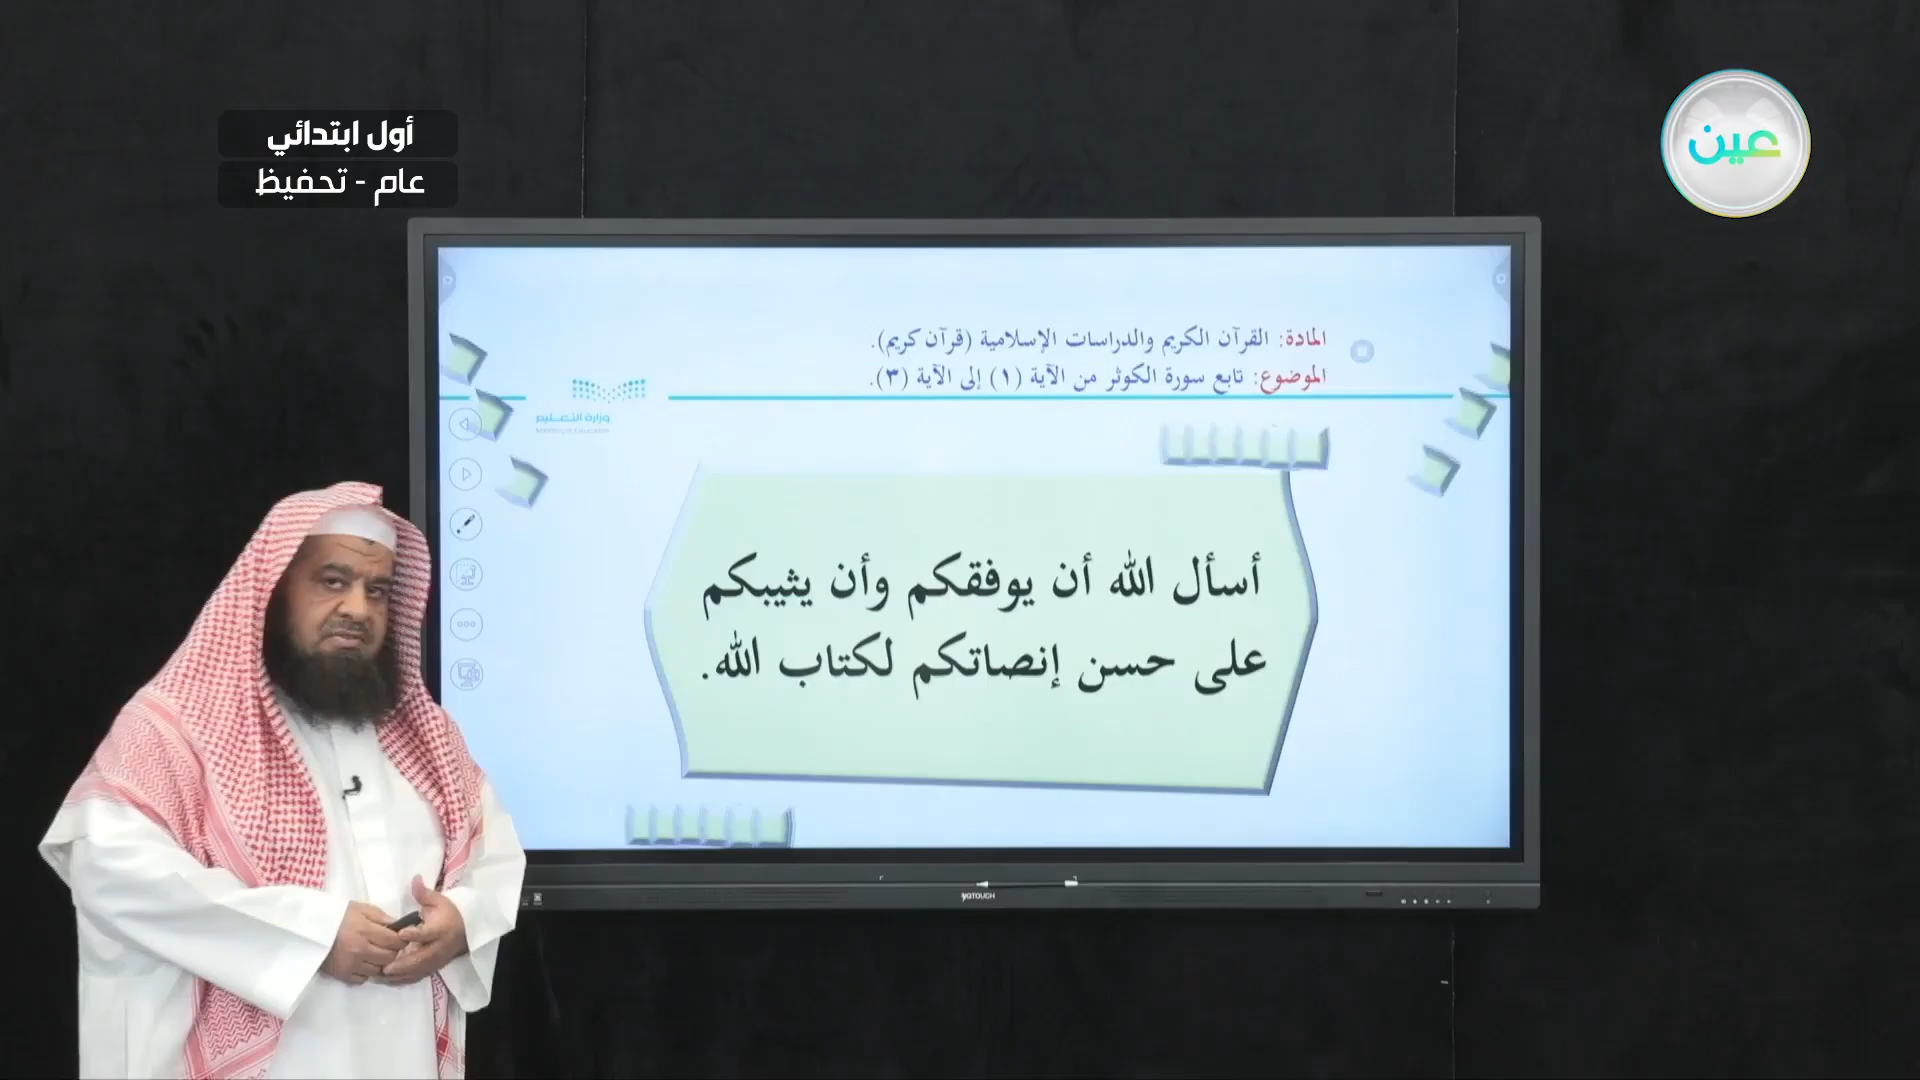 أول ابتدائي
عام - تحفيظ
عين
المادة: القرآن الكريم والدراسات الإسلامية (قرآن كريم).
الموضوع: تابع سورة الكوثر من الآية (١) إلى الآية (٣).
وزارة التعليم
أسأل الله أن يوفقكم وأن يثيبكم
على حسن إنصاتكم لكتاب الله.